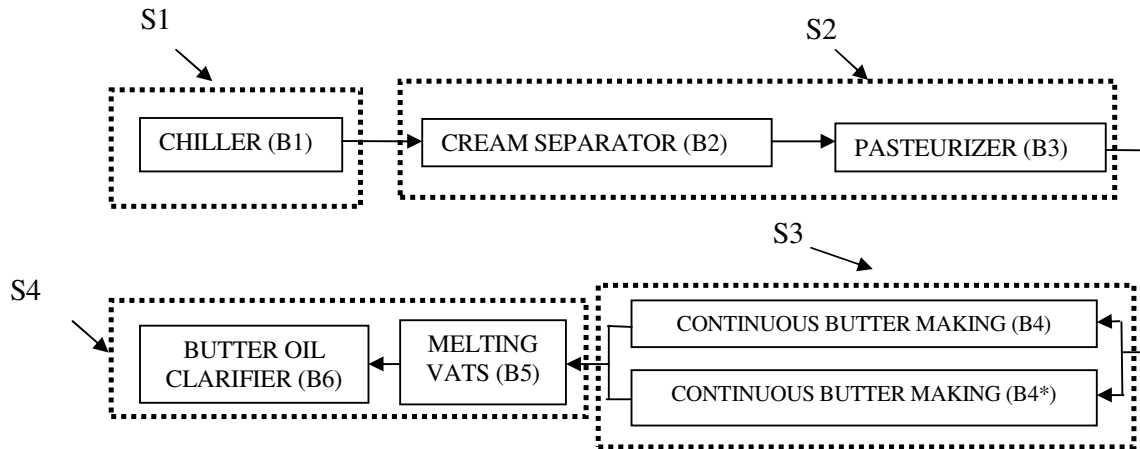 S1
S2
CHILLER (B1)
CREAM SEPARATOR (B2)
PASTEURIZER (B3)
S3
S4
CONTINUOUS BUTTER MAKING (B4)
MELTING
VATS (B5)
BUTTER OIL
CLARIFIER (B6)
CONTINUOUS BUTTER MAKING (B4*)